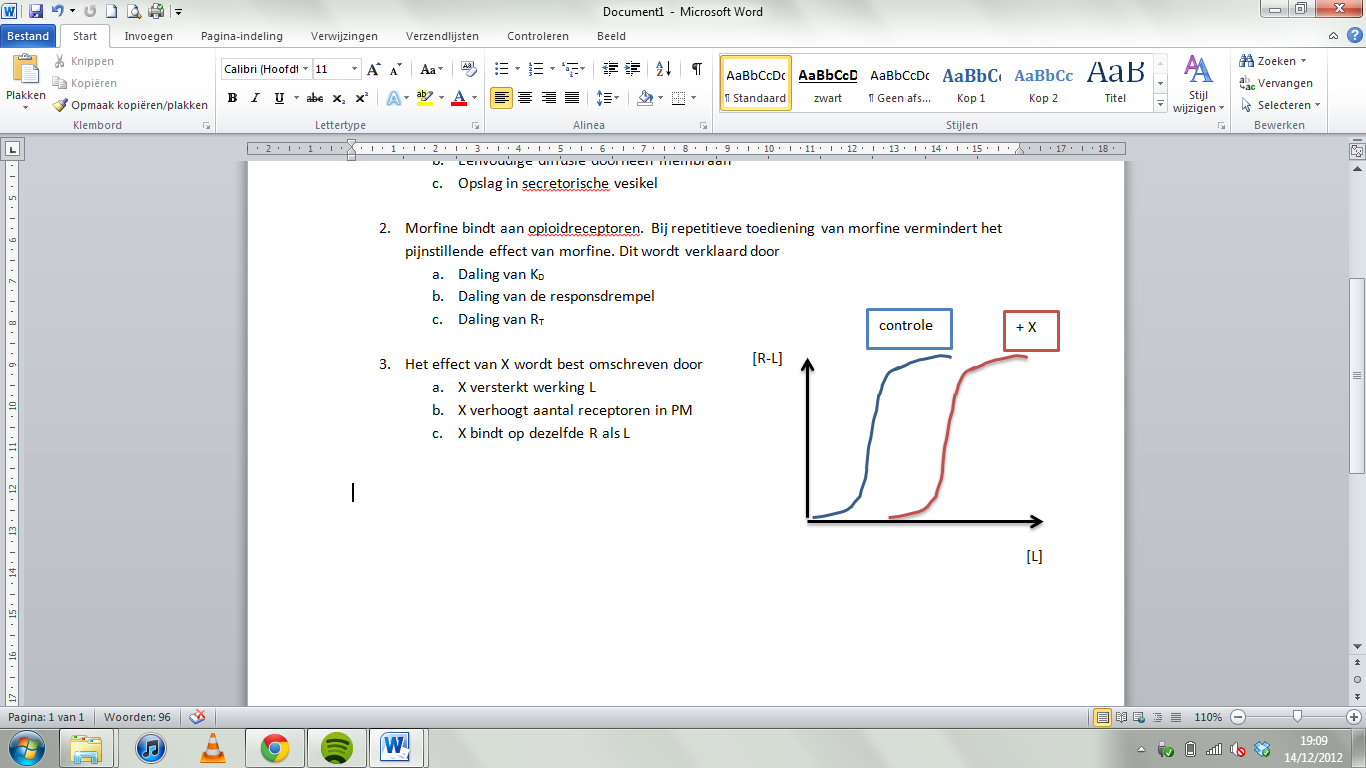 Document1 - Microsoft Word
Bestand Start Invoegen Pagina-indeling Verwijzingen Verzendlijsten Controleren Beeld
Plakken
Knippen
Kopiëren
Opmaak kopiëren/plakken
Klembord
Calibri (Hoofdt 11
Lettertype
Alinea
AaBbCcDc AaBbCcD AaBbCcDc AaBbCc AaBbCc AaB
¶ Standaard zwart ¶ Geen afs... Kop 1 Kop 2 Titel
Stijl wijzigen
Stijlen
Zoeken
Vervangen
Selecteren
Bewerken
b. Eenvoudige diffusie doorheen membraan
c. Opslag in secretorische vesikel
2. Morfine bindt aan opioidreceptoren. Bij repetitieve toediening van morfine vermindert het
pijnstillende effect van morfine. Dit wordt verklaard door
a. Daling van KD
b. Daling van de responsdrempel
c. Daling van RT
3. Het effect van X wordt best omschreven door
a. X versterkt werking L
b. X verhoogt aantal receptoren in PM
c. X bindt op dezelfde R als L
controle
+ X
[R-L]
[L]
Pagina: 1 van 1 Woorden: 96
110%
19:09
14/12/2012